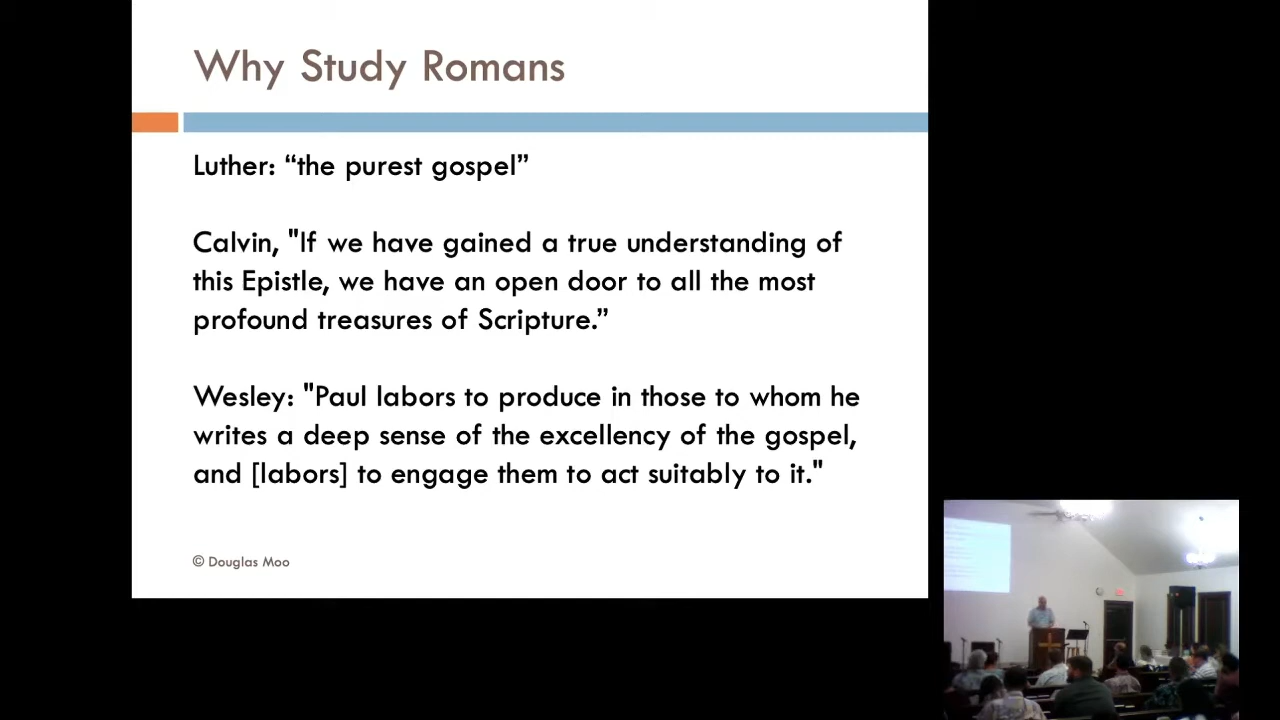 Why Study Romans
Luther: “the purest gospel”
Calvin, "If we have gained a true understanding of
this Epistle, we have an open door to all the most
profound treasures of Scripture.”
Wesley: "Paul labors to produce in those to whom he
writes a deep sense of the excellency of the gospel,
and [labors] to engage them to act suitably to it."
© Douglas Moo